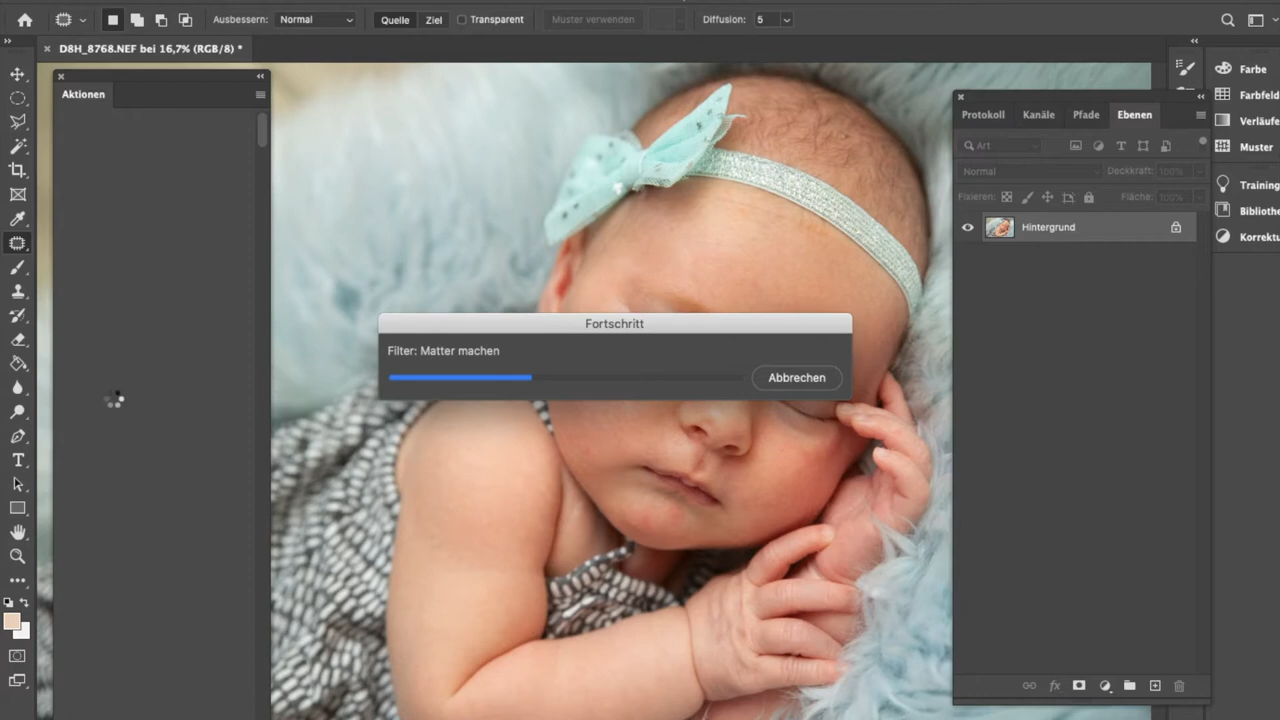 Ausbessern: Normal Quelle Ziel Transparent Muster verwenden Diffusion: 5
D8H_8768.NEF bei 16,7% (RGB/8) *
Aktionen
Protokoll Kanäle Pfade Ebenen
Art
Normal Deckkraft: 100%
Fixieren: Fläche: 100%
Hintergrund
Farbe
Farbfeld
Verläufe
Muster
Training
Bibliothe
Korrektu
Fortschritt
Filter: Matter machen
Abbrechen